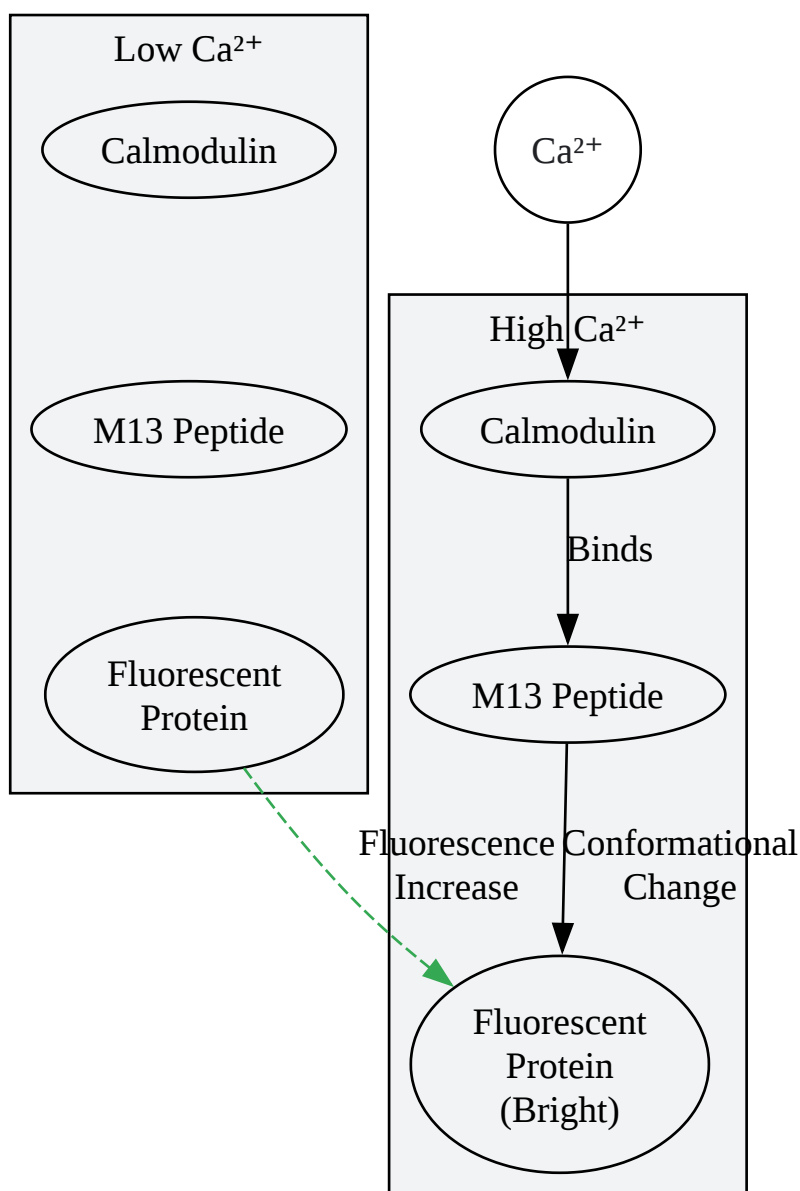 Low Ca²⁺
Calmodulin
M13 Peptide
Fluorescent
Protein
Ca²⁺
High Ca²⁺
Calmodulin
Binds
M13 Peptide
Fluorescence
Increase
Conformational
Change
Fluorescent
Protein
(Bright)